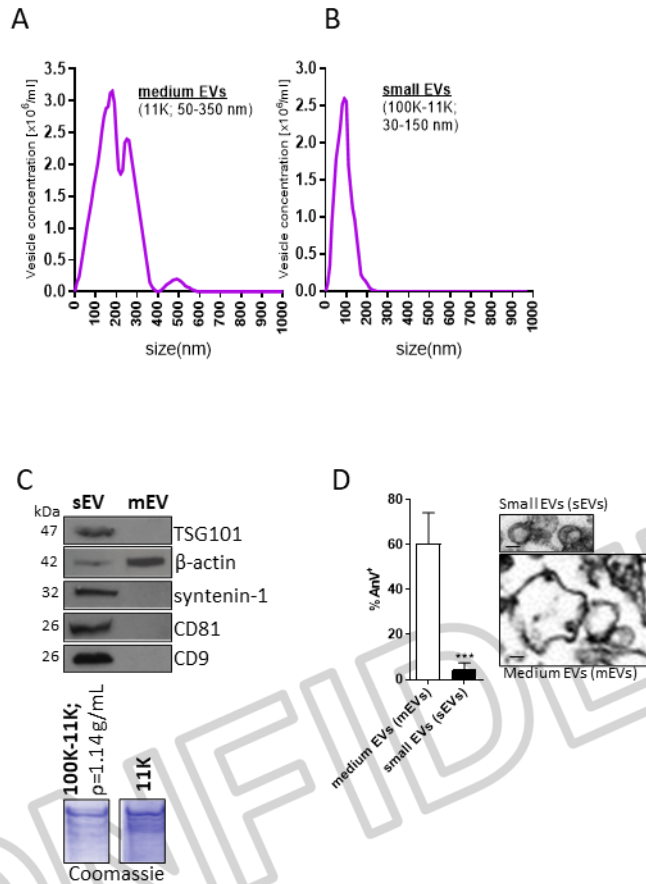 A
B
Vesicle concentration [x10⁶/ml]
3.5
3.0
2.5
2.0
1.5
1.0
0.5
0.0
medium EVs
(11K; 50-350 nm)
0
100
200
300
400
500
600
700
800
900
1000
size(nm)
Vesicle concentration [x10⁶/ml]
3.0
2.5
2.0
1.5
1.0
0.5
0.0
small EVs
(100K-11K;
30-150 nm)
0
100
200
300
400
500
600
700
800
900
1000
size(nm)
C
sEV mEV
kDa
47 TSG101
42 β-actin
32 syntenin-1
26 CD81
26 CD9
100K-11K;
ρ=1.14 g/mL
11K
Coomassie
D
% AnV⁺
80
60
40
20
0
***
medium EVs (mEVs)
small EVs (sEVs)
Small EVs (sEVs)
Medium EVs (mEVs)